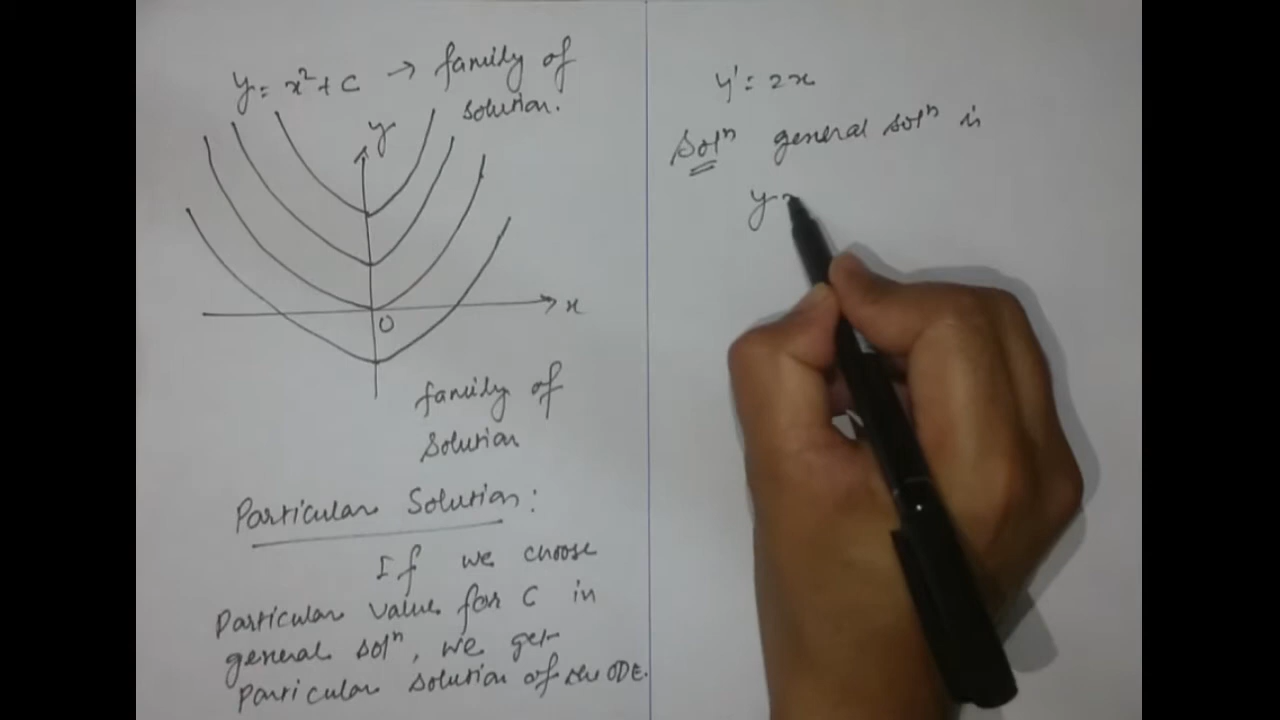 y = x² + c → family of
solution.
y
x
0
family of
solution
Particular Solution:
If we choose
Particular value for C in
general solⁿ, we get
Particular solution of the ODE.
y' = 2x
Solⁿ general solⁿ is
y =